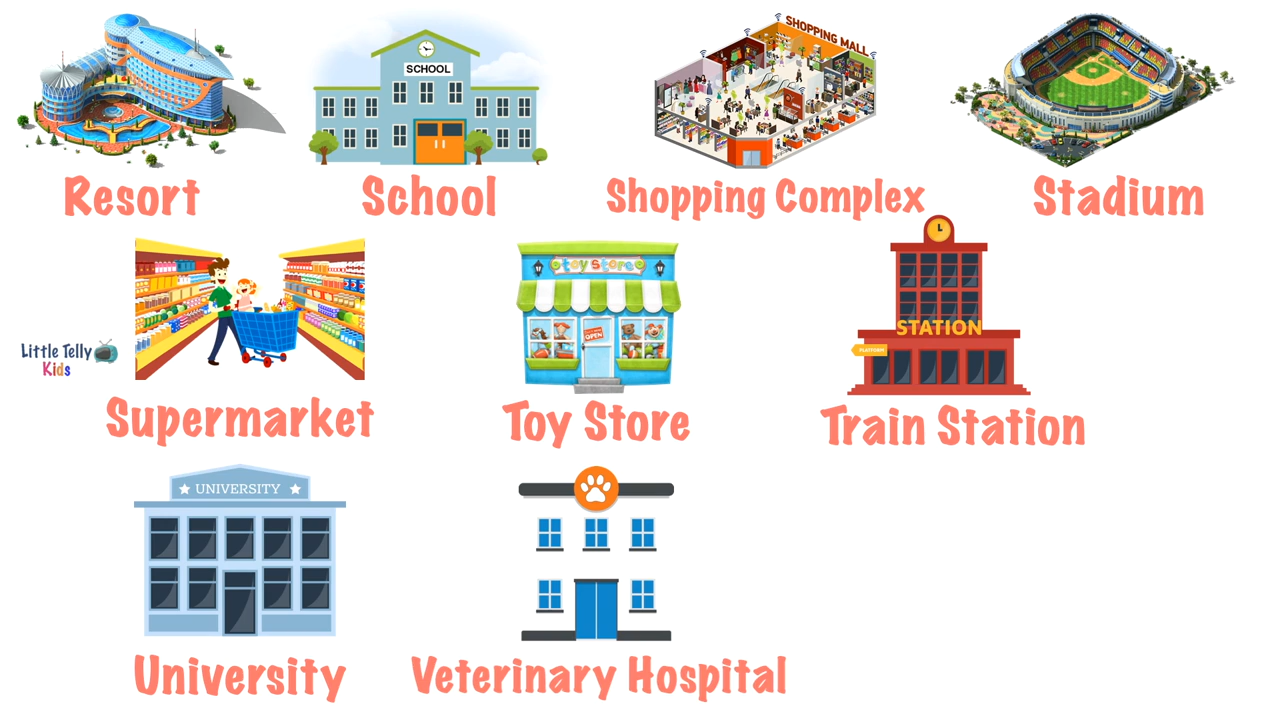 SHOPPING MALL
SCHOOL
Resort
School
Shopping Complex
Stadium
toy store
OPEN
STATION
PLATFORM
Little Telly
Kids
Supermarket
Toy Store
Train Station
UNIVERSITY
University
Veterinary Hospital